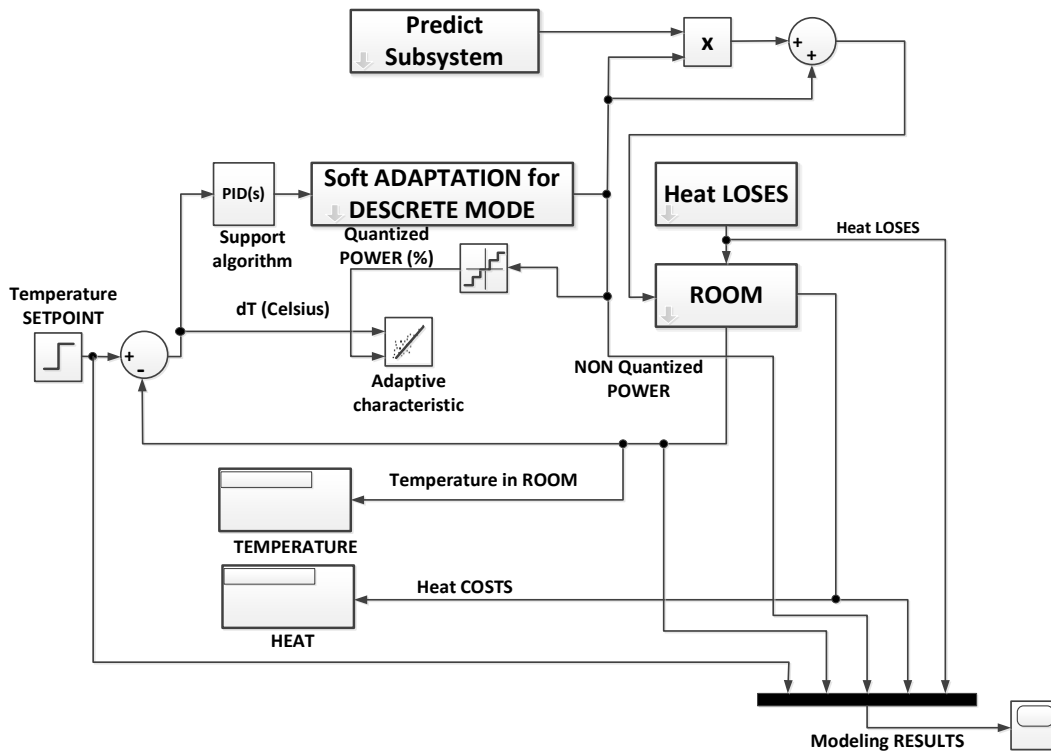 Predict
Subsystem
x
+
+
PID(s)
Support
algorithm
Soft ADAPTATION for
DESCRETE MODE
Heat LOSES
Heat LOSES
Quantized
POWER (%)
ROOM
Temperature
SETPOINT
dT (Celsius)
+
-
Adaptive
characteristic
NON Quantized
POWER
Temperature in ROOM
TEMPERATURE
Heat COSTS
HEAT
Modeling RESULTS